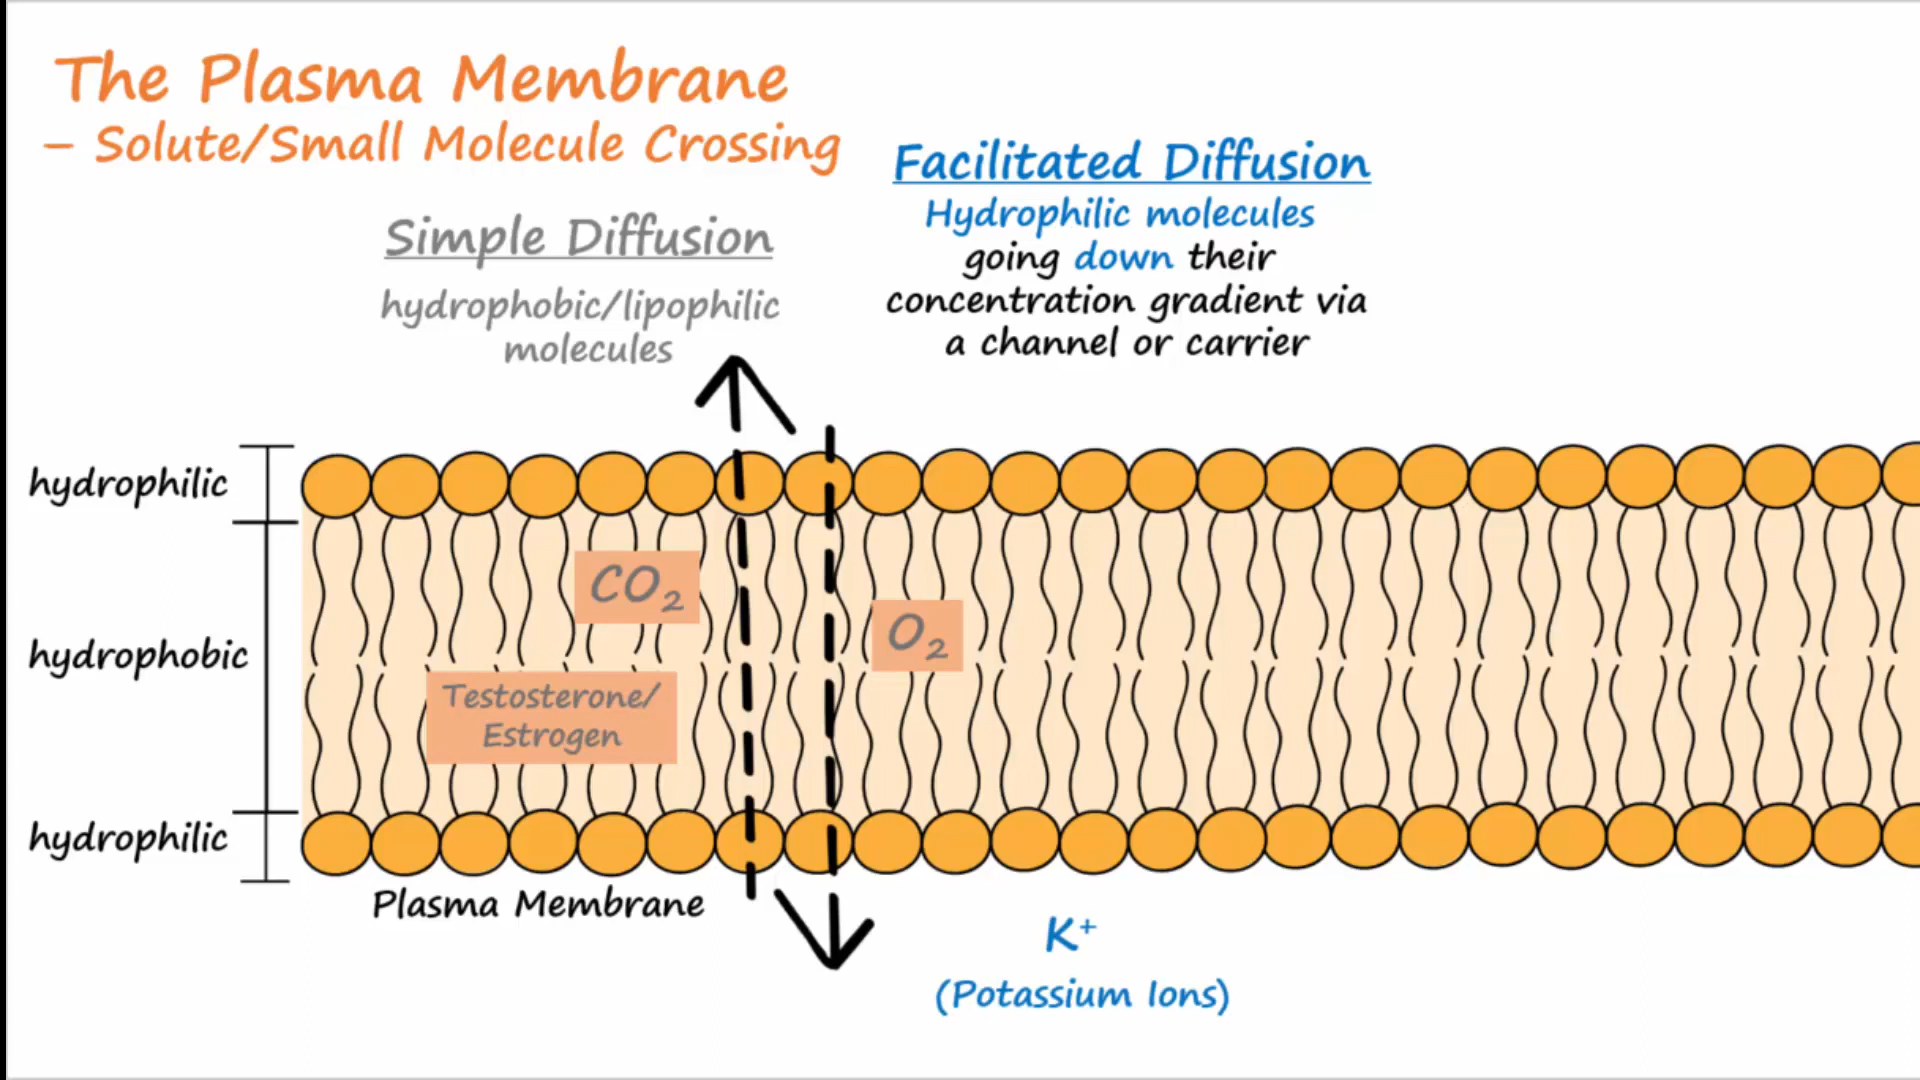 The Plasma Membrane
– Solute/Small Molecule Crossing
Simple Diffusion
hydrophobic/lipophilic
molecules
Facilitated Diffusion
Hydrophilic molecules
going down their
concentration gradient via
a channel or carrier
hydrophilic
hydrophobic
hydrophilic
CO₂
O₂
Testosterone/
Estrogen
Plasma Membrane
K⁺
(Potassium Ions)